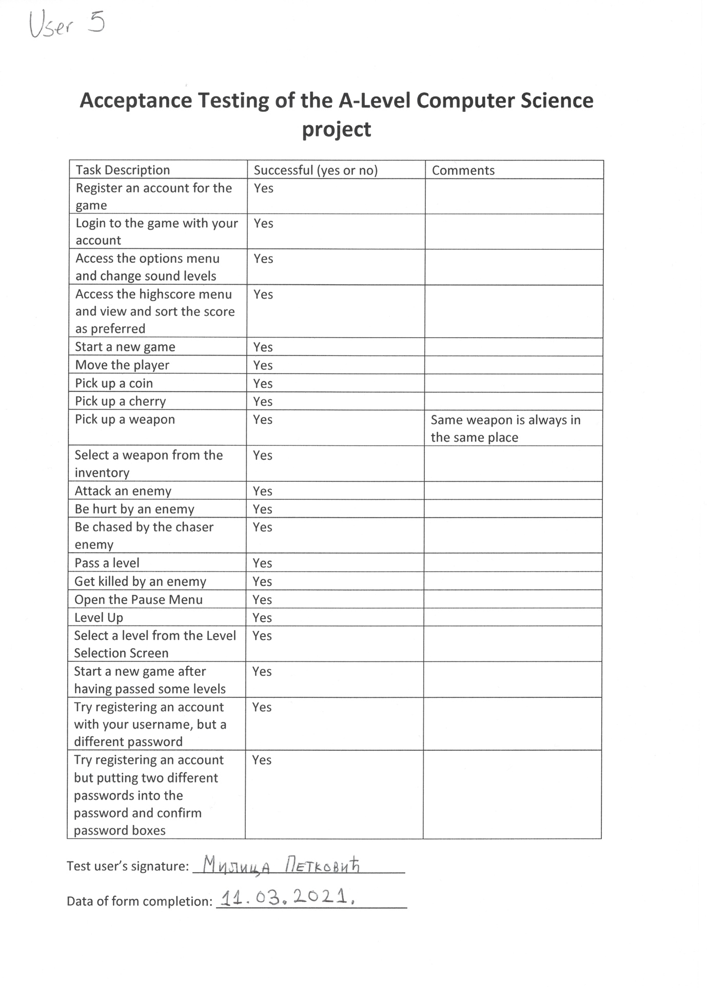 User 5
Acceptance Testing of the A-Level Computer Science
project
Task Description Successful (yes or no) Comments
Register an account for the Yes
game
Login to the game with your Yes
account
Access the options menu Yes
and change sound levels
Access the highscore menu Yes
and view and sort the score
as preferred
Start a new game Yes
Move the player Yes
Pick up a coin Yes
Pick up a cherry Yes
Pick up a weapon Yes Same weapon is always in
the same place
Select a weapon from the Yes
inventory
Attack an enemy Yes
Be hurt by an enemy Yes
Be chased by the chaser Yes
enemy
Pass a level Yes
Get killed by an enemy Yes
Open the Pause Menu Yes
Level Up Yes
Select a level from the Level Yes
Selection Screen
Start a new game after Yes
having passed some levels
Try registering an account Yes
with your username, but a
different password
Try registering an account Yes
but putting two different
passwords into the
password and confirm
password boxes
Test user's signature: Милица Петковић
Data of form completion: 11.03.2021.